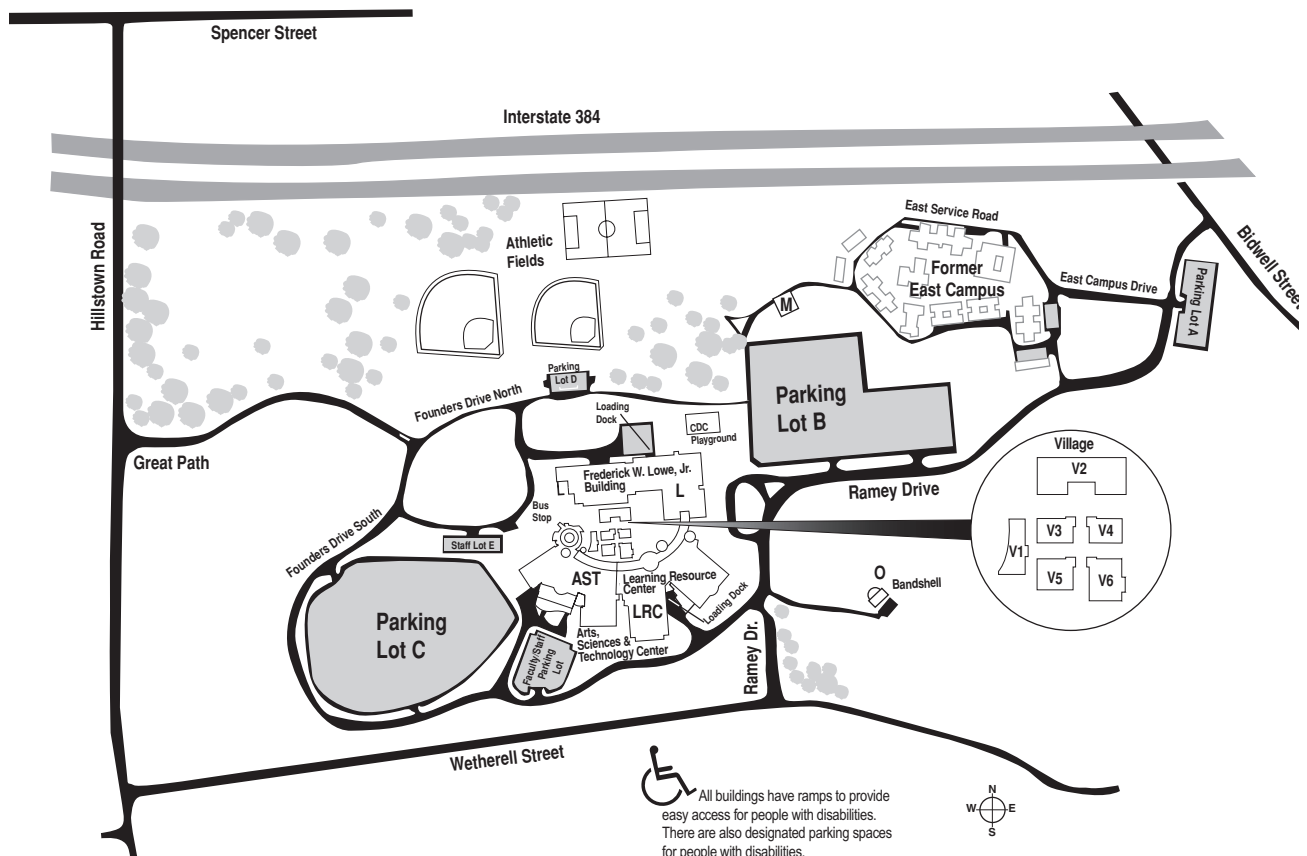 Spencer Street
Interstate 384
Hillstown Road
Bidwell Street
East Service Road
Athletic
Fields
Former
East Campus
East Campus Drive
Parking Lot A
M
Parking
Lot D
Founders Drive North
Loading
Dock
CDC
Playground
Parking
Lot B
Great Path
Frederick W. Lowe, Jr.
Building
L
Ramey Drive
Village
V2
V1
V3
V4
V5
V6
Bus
Stop
Founders Drive South
Staff Lot E
AST
Learning Resource
Center
LRC
Loading Dock
O
Bandshell
Parking
Lot C
Arts,
Sciences &
Technology Center
Faculty/Staff
Parking
Lot
Ramey Dr.
Wetherell Street
All buildings have ramps to provide
easy access for people with disabilities.
There are also designated parking spaces
for people with disabilities.
N
W
E
S